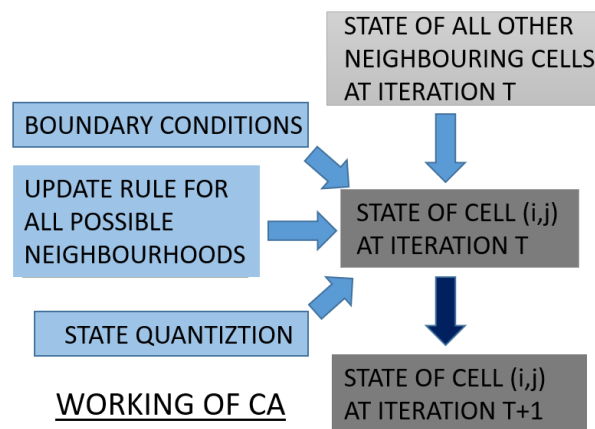 STATE OF ALL OTHER
NEIGHBOURING CELLS
AT ITERATION T
BOUNDARY CONDITIONS
UPDATE RULE FOR
ALL POSSIBLE
NEIGHBOURHOODS
STATE OF CELL (i,j)
AT ITERATION T
STATE QUANTIZTION
WORKING OF CA
STATE OF CELL (i,j)
AT ITERATION T+1